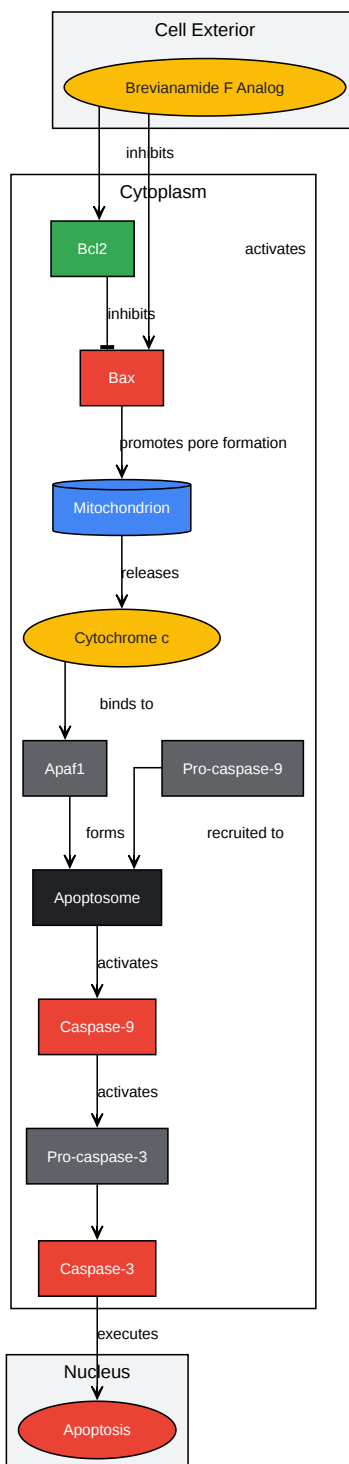 Cell Exterior
Brevianamide F Analog
inhibits
Cytoplasm
Bcl2
activates
inhibits
Bax
promotes pore formation
Mitochondrion
releases
Cytochrome c
binds to
Apaf1
Pro-caspase-9
forms
recruited to
Apoptosome
activates
Caspase-9
activates
Pro-caspase-3
Caspase-3
executes
Nucleus
Apoptosis